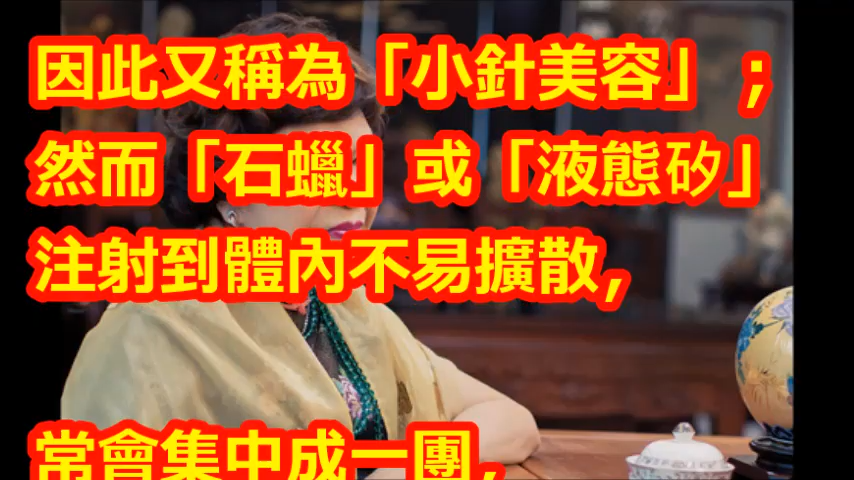 因此又稱為「小針美容」；
然而「石蠟」或「液態矽」
注射到體內不易擴散，
常會集中成一團，